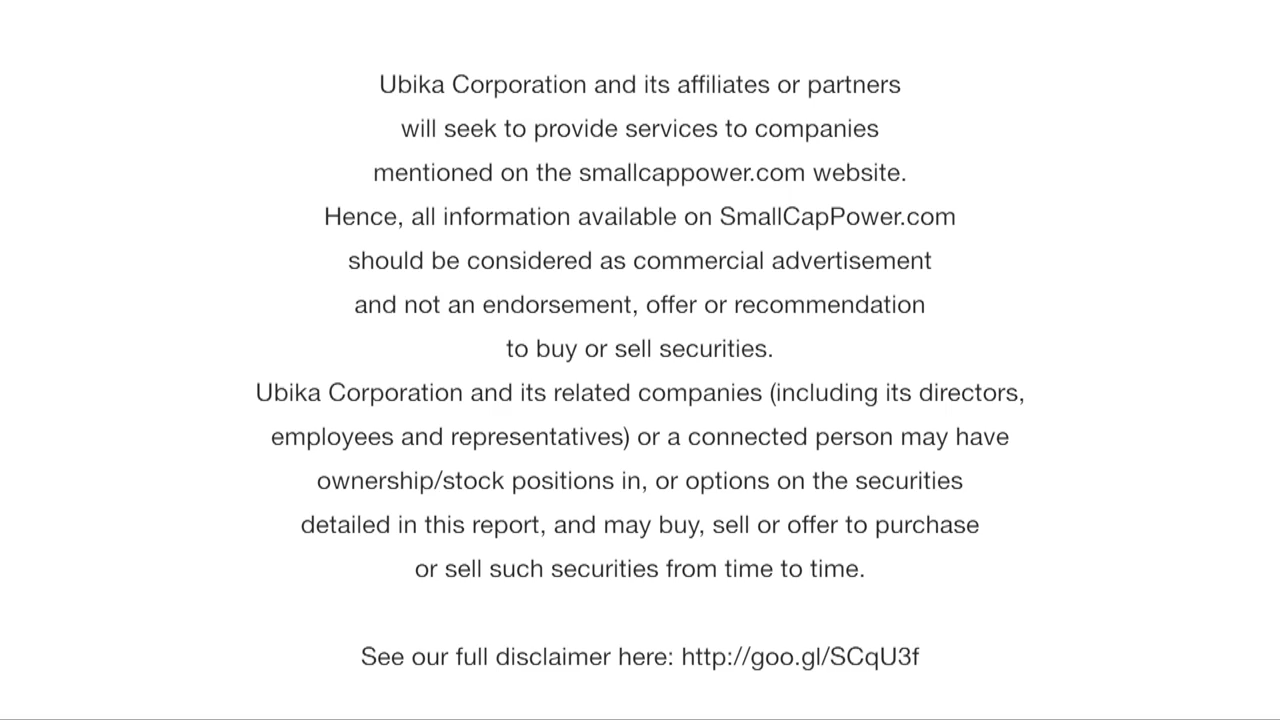 Ubika Corporation and its affiliates or partners
will seek to provide services to companies
mentioned on the smallcappower.com website.
Hence, all information available on SmallCapPower.com
should be considered as commercial advertisement
and not an endorsement, offer or recommendation
to buy or sell securities.
Ubika Corporation and its related companies (including its directors,
employees and representatives) or a connected person may have
ownership/stock positions in, or options on the securities
detailed in this report, and may buy, sell or offer to purchase
or sell such securities from time to time.
See our full disclaimer here: http://goo.gl/SCqU3f